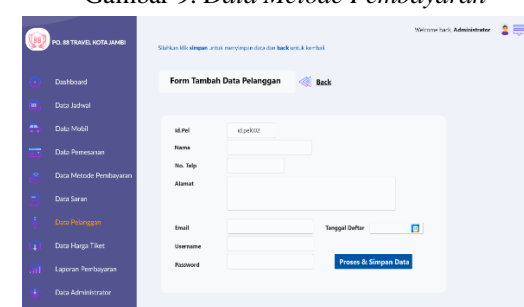 Gambar 9. Data Metode Pembayaran
88
PO. 88 TRAVEL KOTA JAMBI
Welcome back, Administrator
Silahkan klik simpan untuk menyimpan data dan back untuk kembali
Form Tambah Data Pelanggan
Back
Dashboard
Data Jadwal
Data Mobil
Data Pemesanan
Data Metode Pembayaran
Data Saran
Data Pelanggan
Data Harga Tiket
Laporan Pembayaran
Data Administrator
Id.Pel
id.pel002
Nama
No. Telp
Alamat
Email
Tanggal Daftar
Username
Password
Proses & Simpan Data